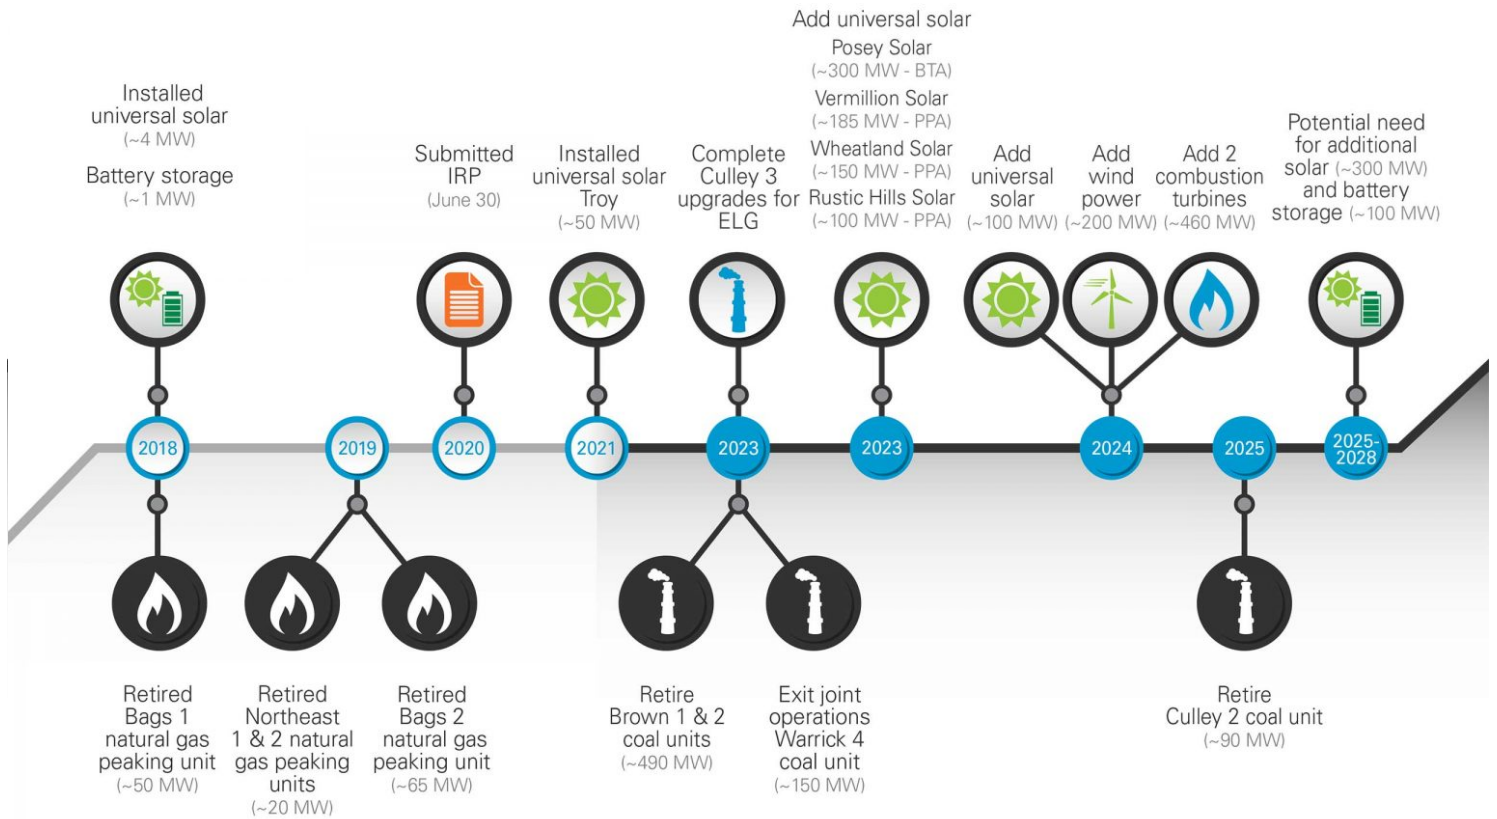 Installed
universal solar
(~4 MW)
Battery storage
(~1 MW)
Submitted
IRP
(June 30)
Installed
universal solar
Troy
(~50 MW)
Complete
Culley 3
upgrades for
ELG
Add universal solar
Posey Solar
(~300 MW - BTA)
Vermillion Solar
(~185 MW - PPA)
Wheatland Solar
(~150 MW - PPA)
Rustic Hills Solar
(~100 MW - PPA)
Add
universal
solar
(~100 MW)
Add
wind
power
(~200 MW)
Add 2
combustion
turbines
(~460 MW)
Potential need
for additional
solar (~300 MW)
and battery
storage (~100 MW)
2018
2019
2020
2021
2023
2023
2024
2025
2025-
2028
Retired
Bags 1
natural gas
peaking unit
(~50 MW)
Retired
Northeast
1 & 2 natural
gas peaking
units
(~20 MW)
Retired
Bags 2
natural gas
peaking unit
(~65 MW)
Retire
Brown 1 & 2
coal units
(~490 MW)
Exit joint
operations
Warrick 4
coal unit
(~150 MW)
Retire
Culley 2 coal unit
(~90 MW)